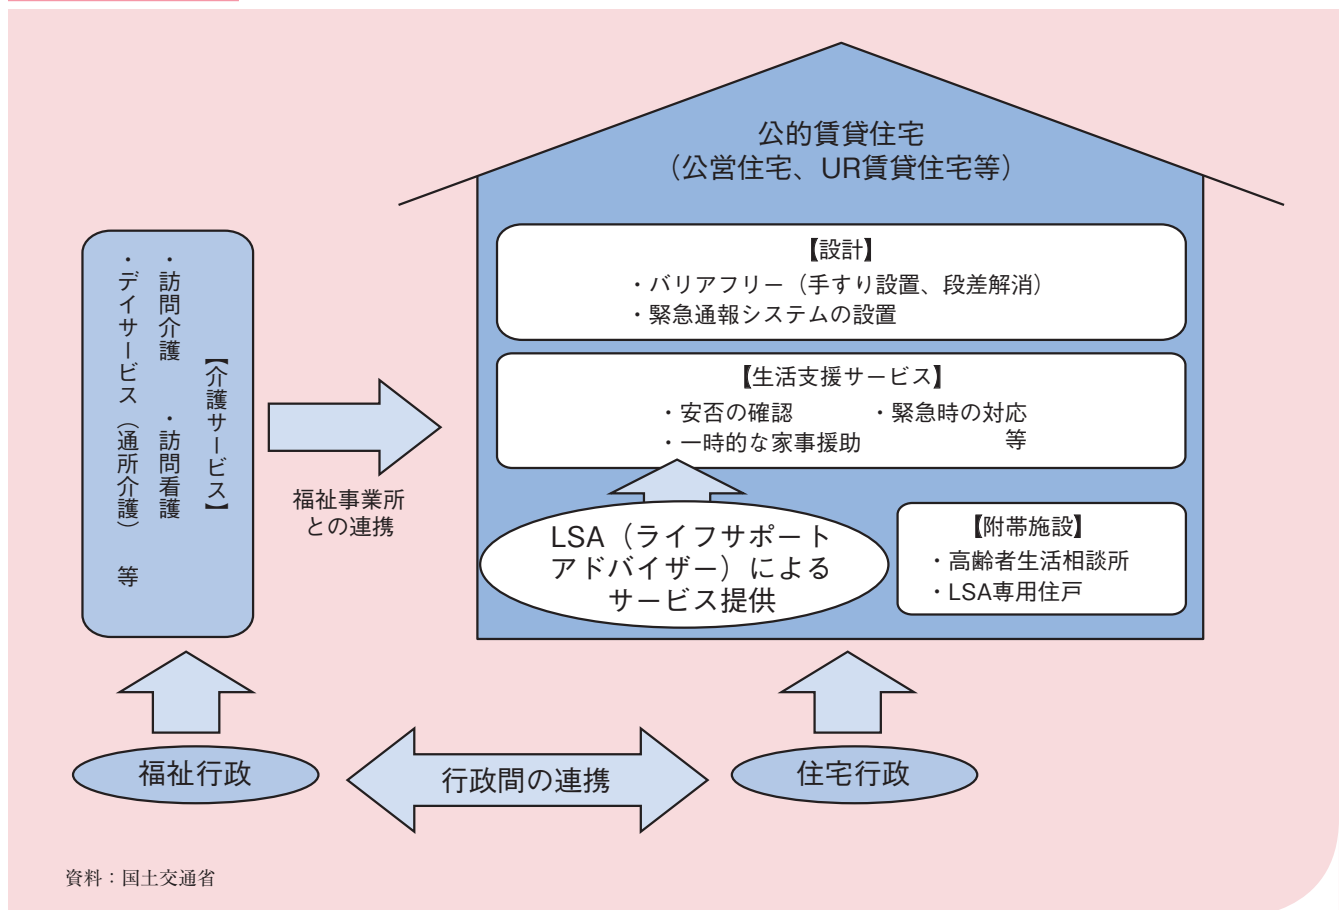 公的賃貸住宅
（公営住宅、UR賃貸住宅等）
【設計】
・バリアフリー（手すり設置、段差解消）
・緊急通報システムの設置
【生活支援サービス】
・安否の確認　・緊急時の対応
・一時的な家事援助　等
LSA（ライフサポート
アドバイザー）による
サービス提供
【附帯施設】
・高齢者生活相談所
・LSA専用住戸
【介護サービス】
・訪問介護　・訪問看護
・デイサービス（通所介護）　等
福祉事業所
との連携
福祉行政
行政間の連携
住宅行政
資料：国土交通省